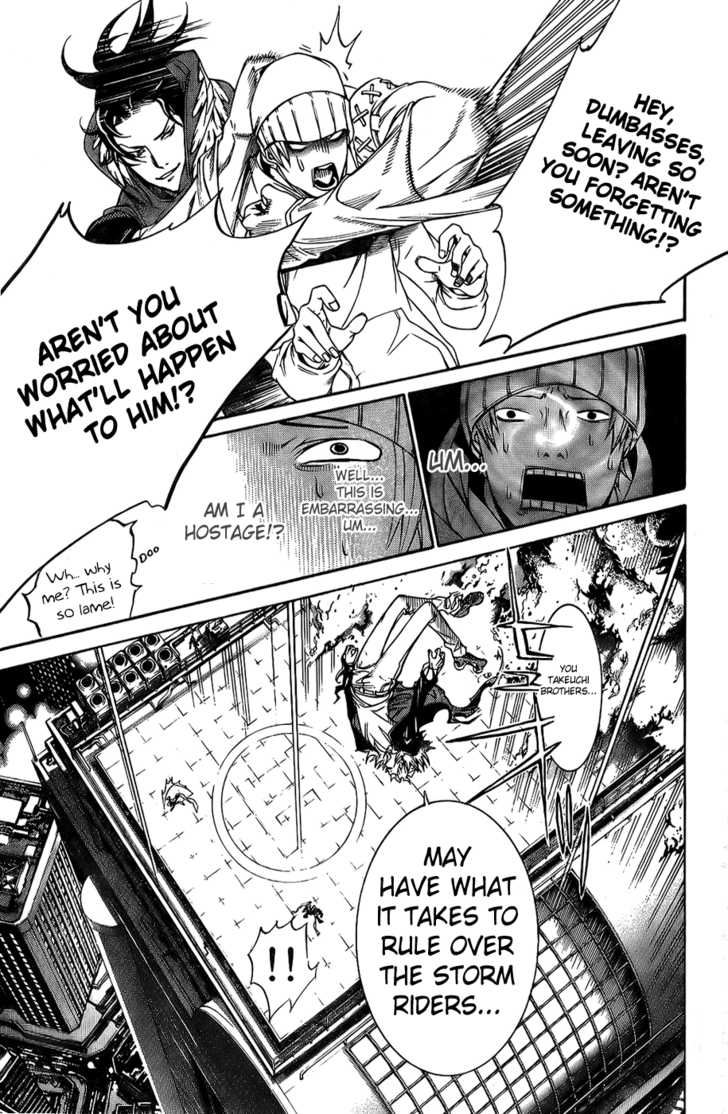 HEY,
DUMBASSES,
LEAVING SO
SOON? AREN'T
YOU FORGETTING
SOMETHING!?
AREN'T YOU
WORRIED ABOUT
WHAT'LL HAPPEN
TO HIM!?
UM...
WELL...
THIS IS
EMBARRASSING...
UM...
AM I A
HOSTAGE!?
Doo
Wh... why
me? This is
so lame!
YOU
TAKEUCHI
BROTHERS...
MAY
HAVE WHAT
IT TAKES TO
RULE OVER
THE STORM
RIDERS...
!!